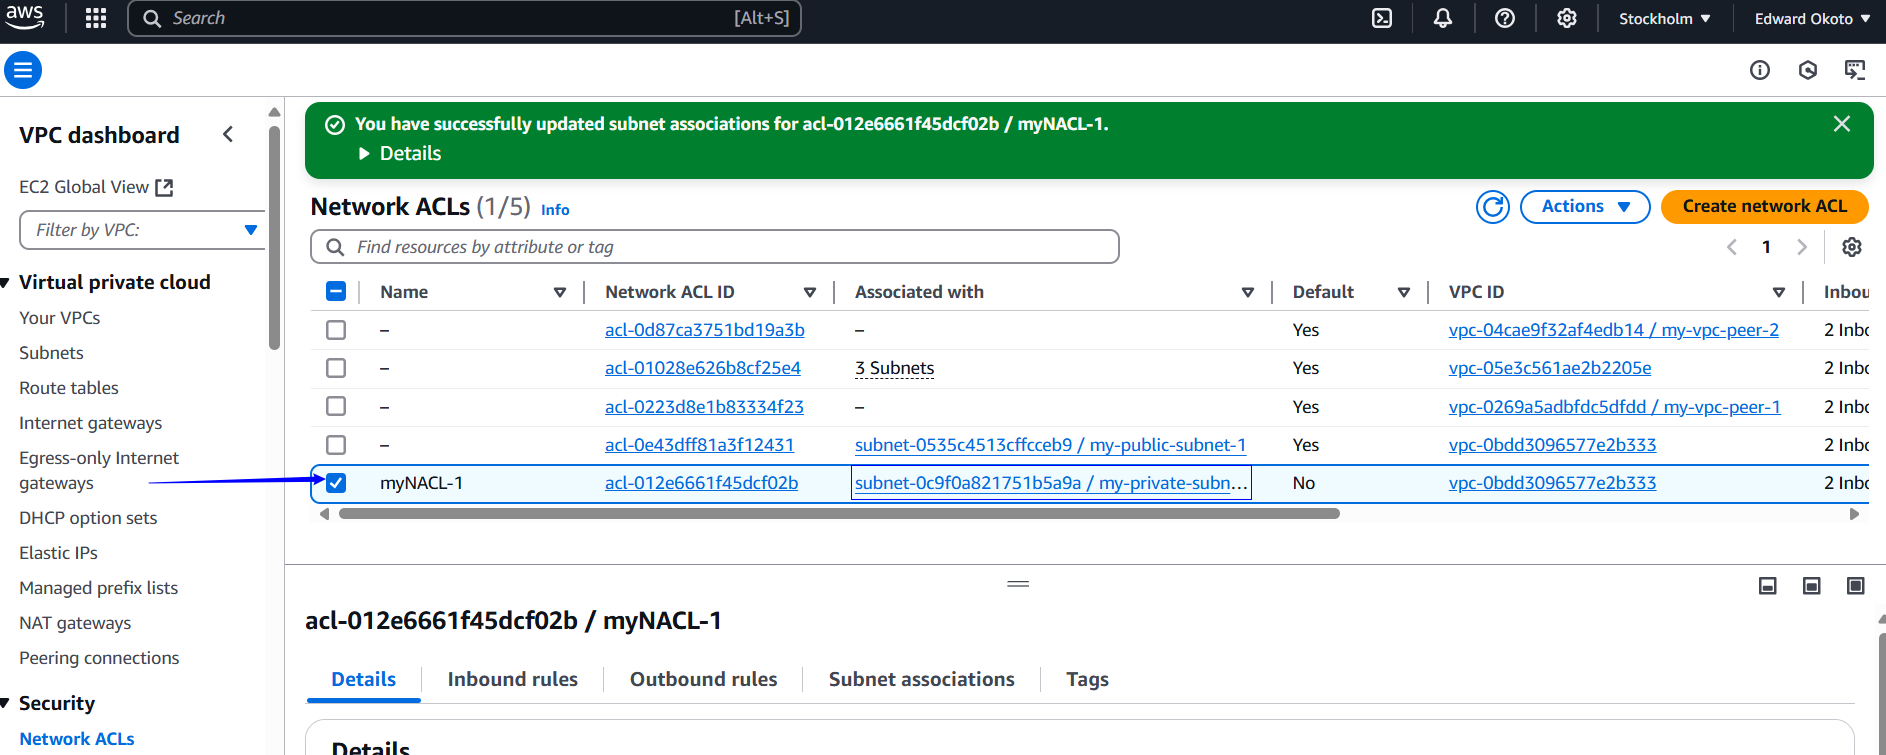 aws
Search [Alt+S] Stockholm Edward Okoto
You have successfully updated subnet associations for acl-012e6661f45dcf02b / myNACL-1.
Details
VPC dashboard
EC2 Global View
Filter by VPC:
Virtual private cloud
Your VPCs
Subnets
Route tables
Internet gateways
Egress-only Internet
gateways
DHCP option sets
Elastic IPs
Managed prefix lists
NAT gateways
Peering connections
Security
Network ACLs
Network ACLs (1/5) Info
Actions
Create network ACL
Find resources by attribute or tag
1
Name Network ACL ID Associated with Default VPC ID Inbou
– acl-0d87ca3751bd19a3b – Yes vpc-04cae9f32af4edb14 / my-vpc-peer-2 2 Inbc
– acl-01028e626b8cf25e4 3 Subnets Yes vpc-05e3c561ae2b2205e 2 Inbc
– acl-0223d8e1b83334f23 – Yes vpc-0269a5adbfdc5dfdd / my-vpc-peer-1 2 Inbc
– acl-0e43dff81a3f12431 subnet-0535c4513cffcceb9 / my-public-subnet-1 Yes vpc-0bdd3096577e2b333 2 Inbc
myNACL-1 acl-012e6661f45dcf02b subnet-0c9f0a821751b5a9a / my-private-subn... No vpc-0bdd3096577e2b333 2 Inbc
acl-012e6661f45dcf02b / myNACL-1
Details Inbound rules Outbound rules Subnet associations Tags
Details